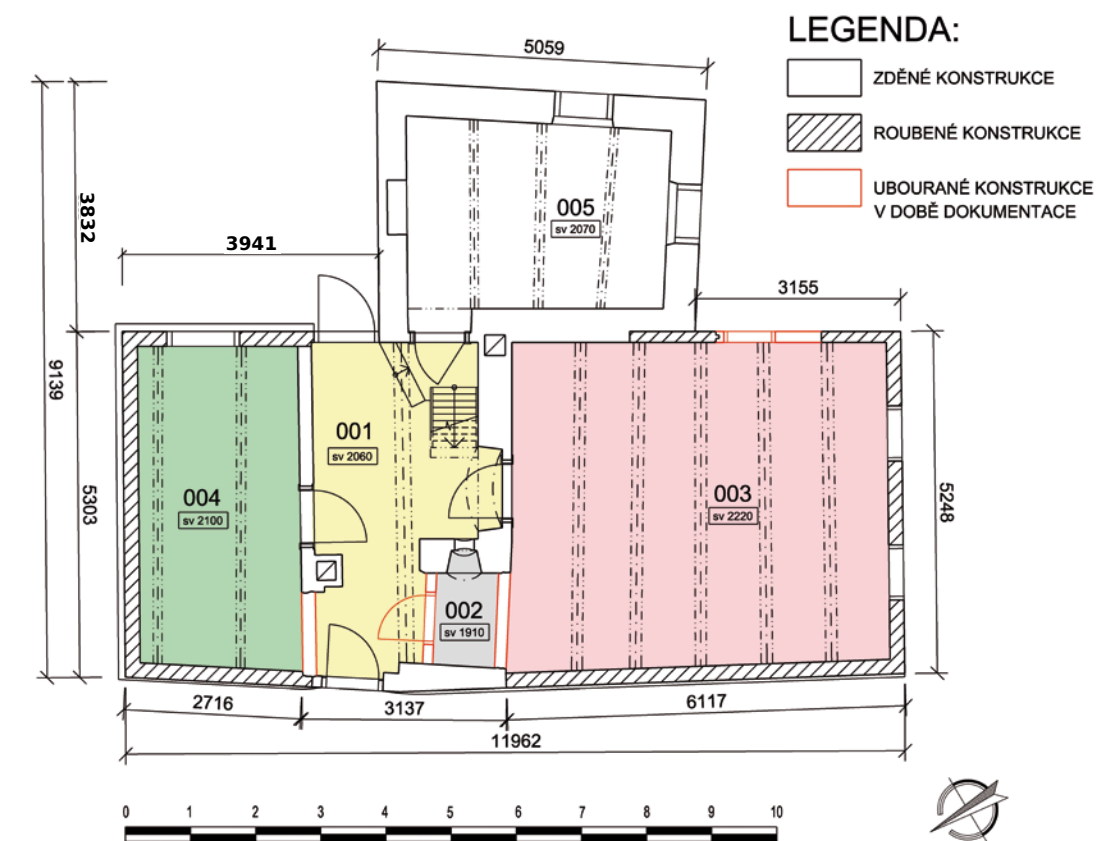 LEGENDA:
ZDĚNÉ KONSTRUKCE
ROUBENÉ KONSTRUKCE
UBOURANÉ KONSTRUKCE
V DOBĚ DOKUMENTACE
5059
3832
3941
005
sv 2070
3155
9139
5303
001
sv 2060
004
sv 2100
003
sv 2220
5248
002
sv 1910
2716
3137
6117
11962
0 1 2 3 4 5 6 7 8 9 10